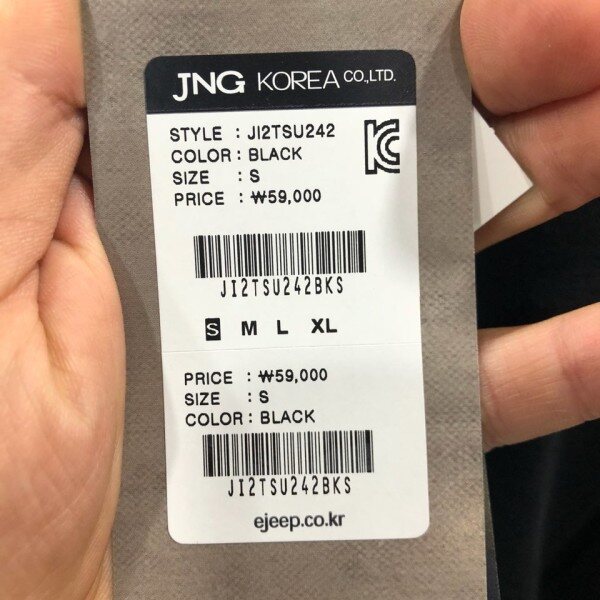 JNG KOREA CO.,LTD.
STYLE : JI2TSU242
COLOR : BLACK
SIZE : S
PRICE : ₩59,000
JI2TSU242BKS
S M L XL
PRICE : ₩59,000
SIZE : S
COLOR : BLACK
JI2TSU242BKS
ejeep.co.kr